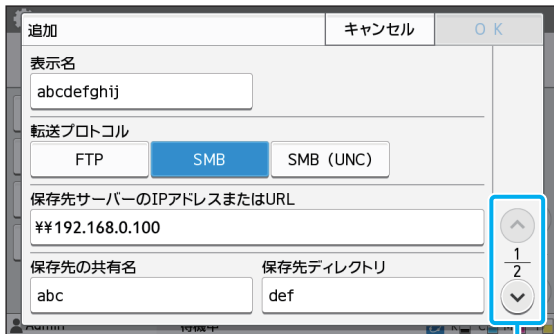 追加 キャンセル OK
表示名
abcdefghij
転送プロトコル
FTP SMB SMB (UNC)
保存先サーバーのIPアドレスまたはURL
¥¥192.168.0.100
1
2
保存先の共有名 保存先ディレクトリ
abc def
Admin 待機中